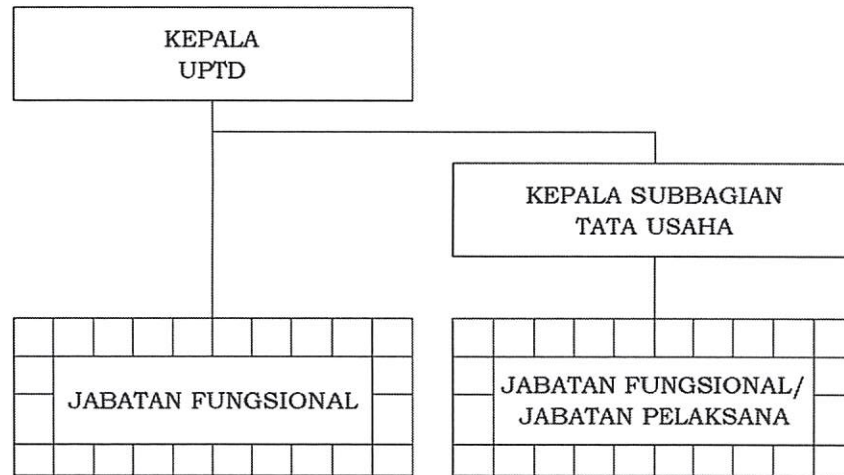 KEPALA
UPTD
KEPALA SUBBAGIAN
TATA USAHA
JABATAN FUNGSIONAL
JABATAN FUNGSIONAL/
JABATAN PELAKSANA